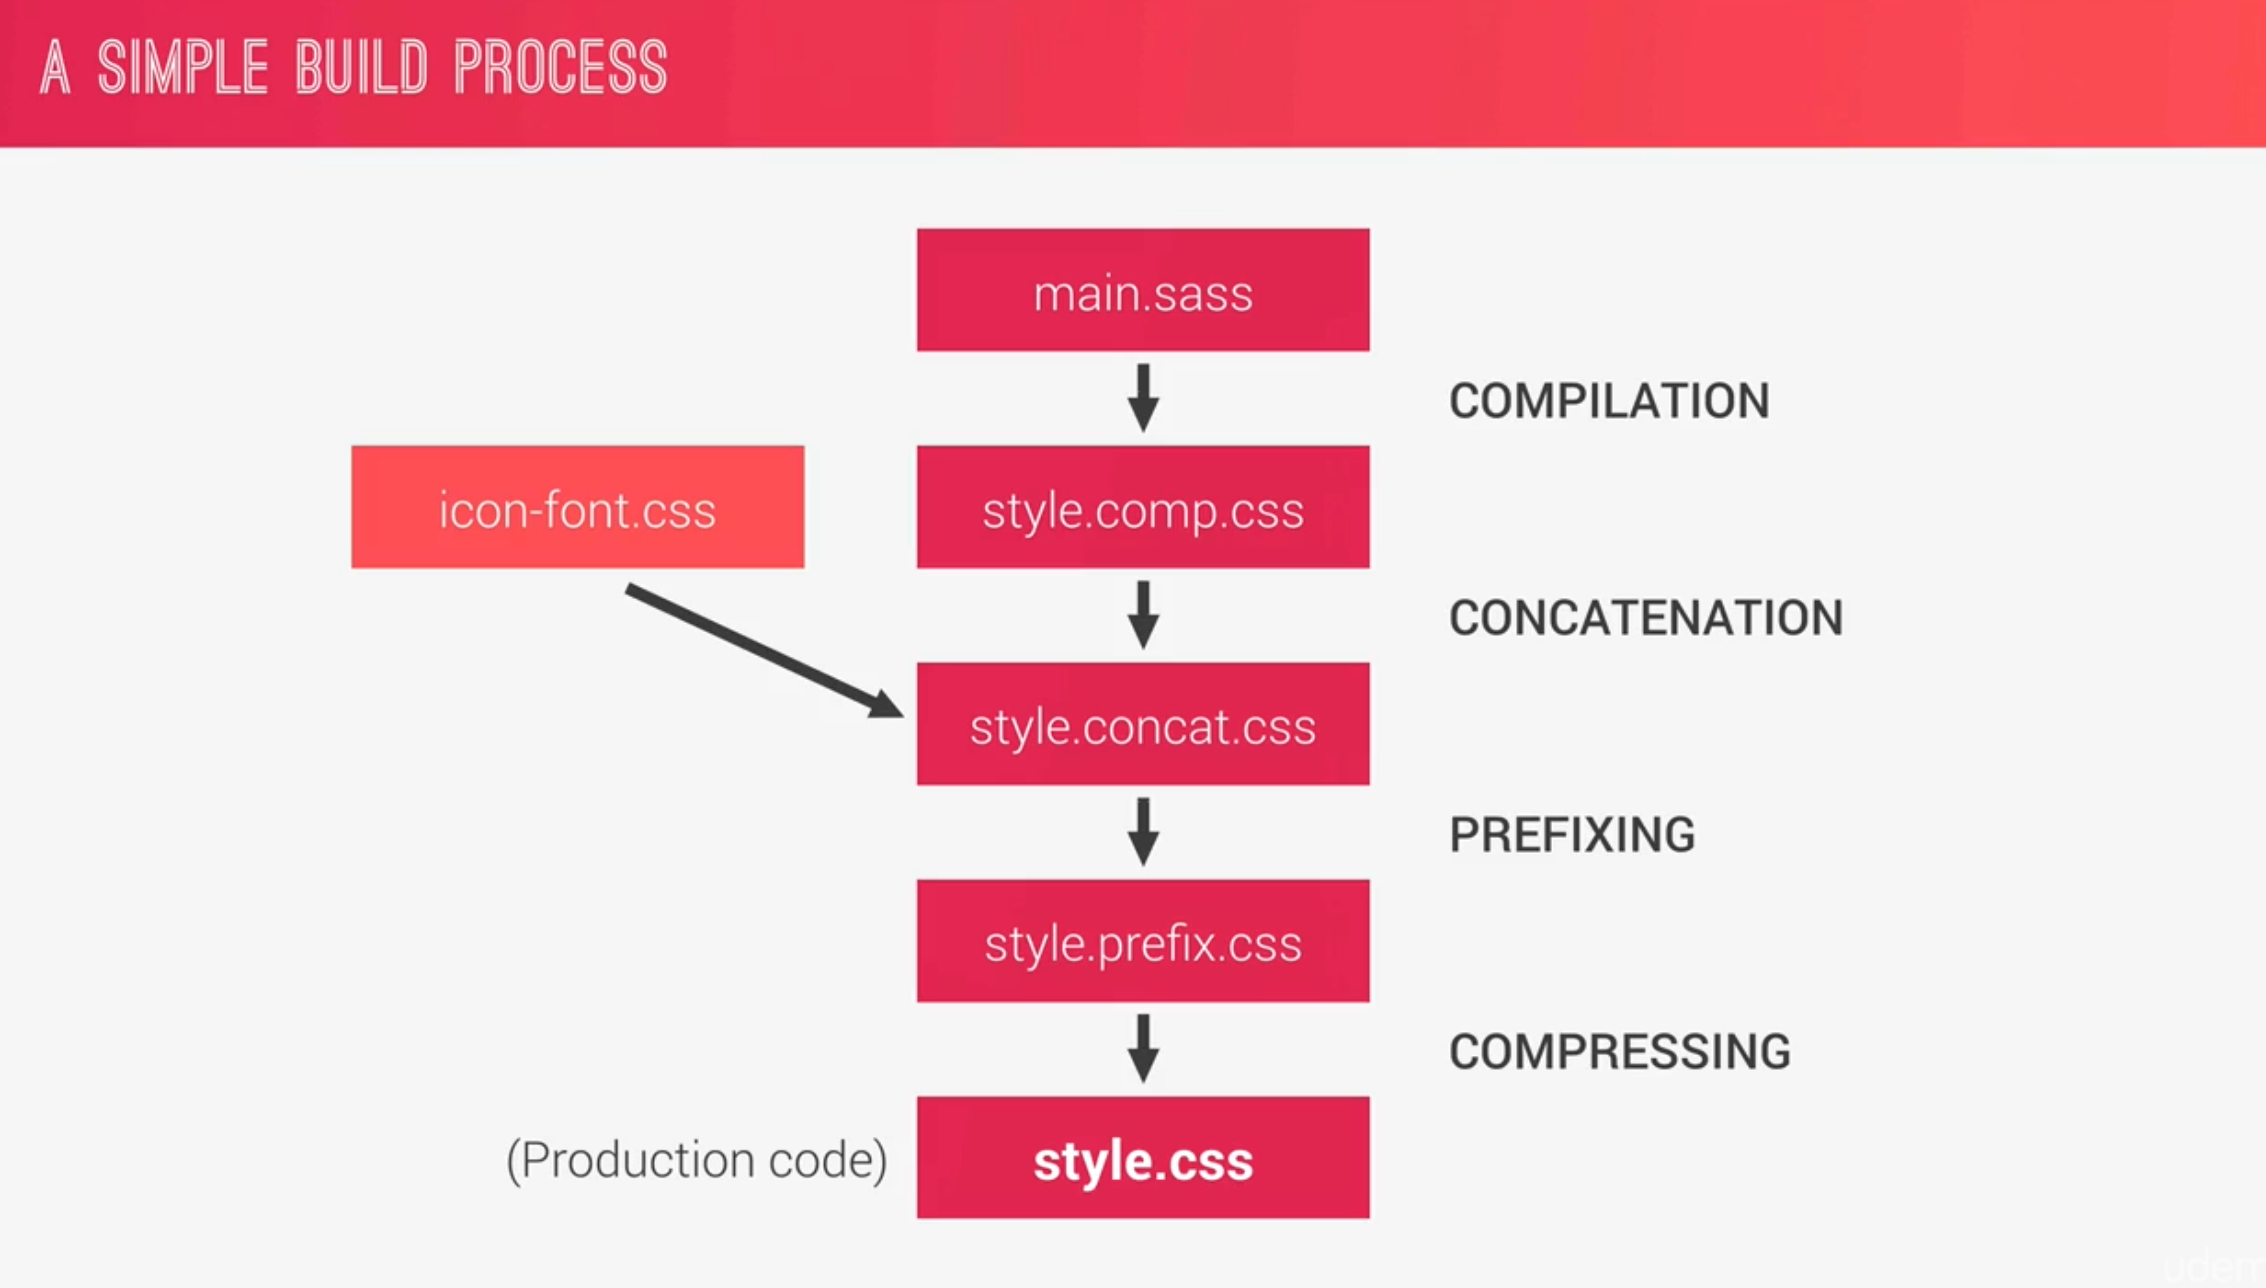 A SIMPLE BUILD PROCESS
main.sass
COMPILATION
icon-font.css
style.comp.css
CONCATENATION
style.concat.css
PREFIXING
style.prefix.css
COMPRESSING
(Production code)
style.css